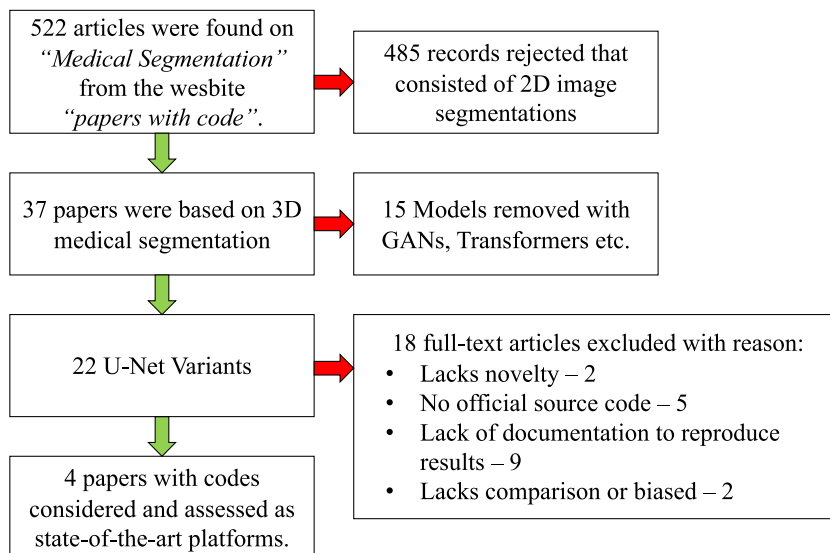 522 articles were found on
“Medical Segmentation”
from the wesbite
“papers with code”.
485 records rejected that
consisted of 2D image
segmentations
37 papers were based on 3D
medical segmentation
15 Models removed with
GANs, Transformers etc.
22 U-Net Variants
18 full-text articles excluded with reason:
• Lacks novelty – 2
• No official source code – 5
• Lack of documentation to reproduce
results – 9
• Lacks comparison or biased – 2
4 papers with codes
considered and assessed as
state-of-the-art platforms.